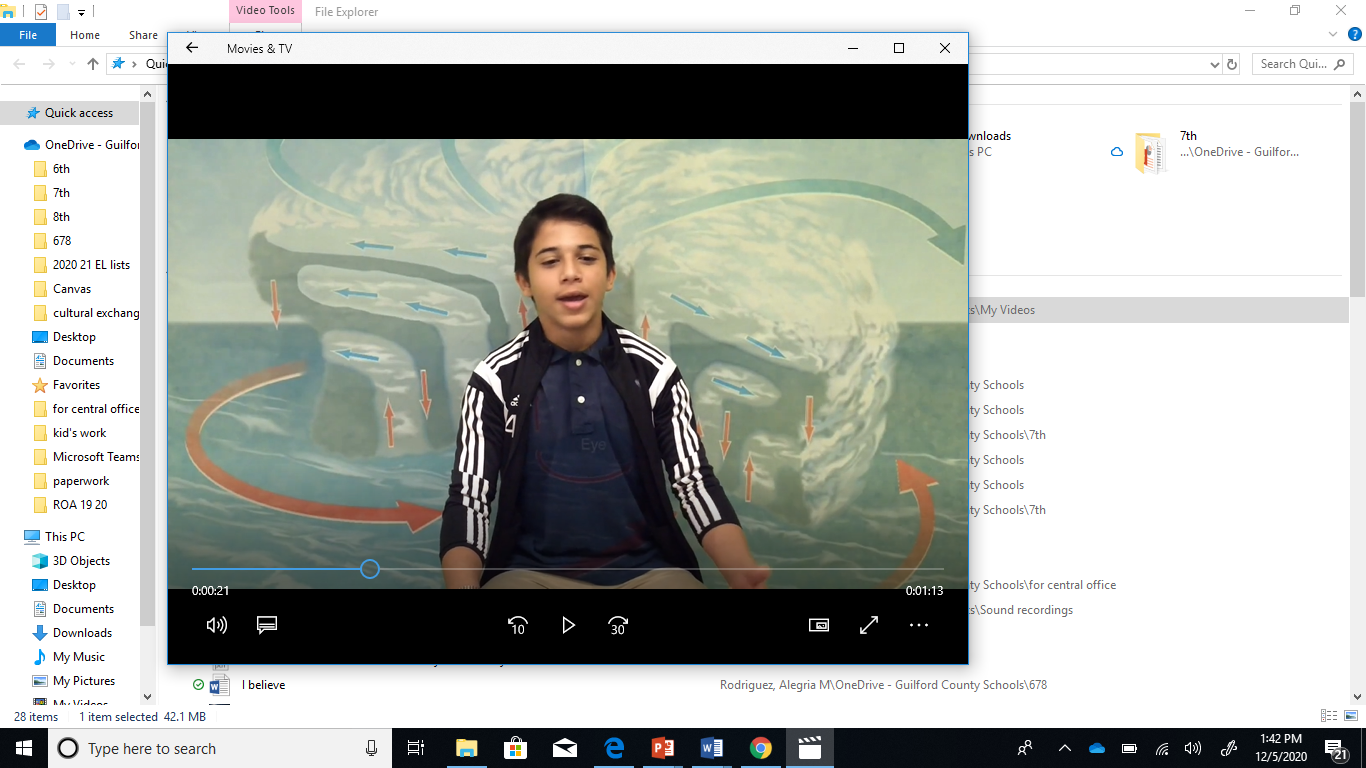 Video Tools
File Explorer
File
Home
Share
Movies & TV
Search Qui...
Quick access
OneDrive - Guilfor
6th
7th
8th
678
2020 21 EL lists
Canvas
cultural exchang
Desktop
Documents
Favorites
for central office
kid's work
Microsoft Teams
paperwork
ROA 19 20
This PC
3D Objects
Desktop
Documents
Downloads
My Music
My Pictures
My Videos
wnloads
s PC
7th
...\OneDrive - Guilfor...
s\My Videos
ty Schools
ty Schools
ty Schools\7th
ty Schools
ty Schools
ty Schools\7th
ty Schools\for central office
s\Sound recordings
Eye
0:00:21
0:01:13
10
30
I believe
Rodriguez, Alegria M\OneDrive - Guilford County Schools\678
28 items
1 item selected 42.1 MB
Type here to search
1:42 PM
12/5/2020
21